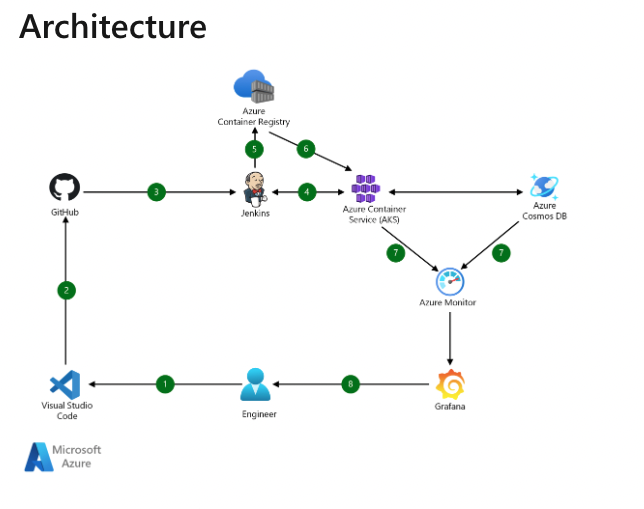 Architecture
Azure
Container Registry
5
6
3
4
GitHub
Jenkins
Azure Container
Service (AKS)
Azure
Cosmos DB
7
7
2
Azure Monitor
1
8
Visual Studio
Code
Engineer
Grafana
Microsoft
Azure